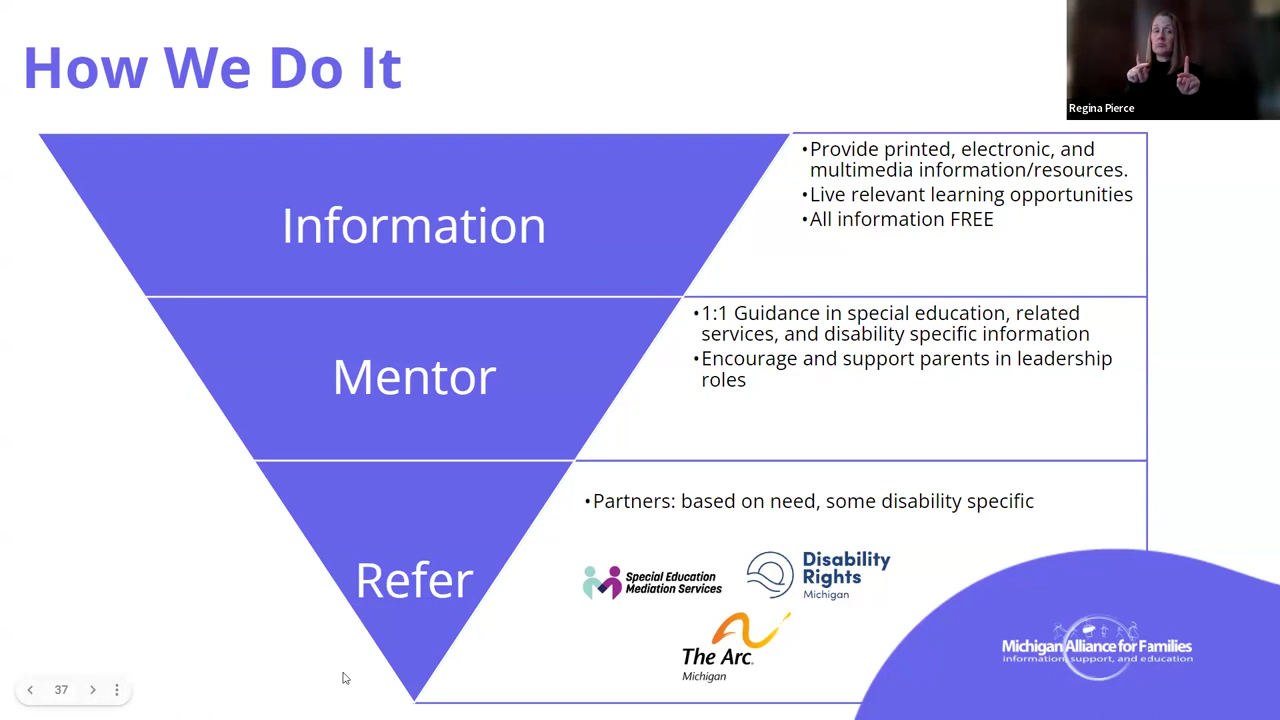 How We Do It
Regina Pierce
Information
•Provide printed, electronic, and
multimedia information/resources.
•Live relevant learning opportunities
•All information FREE
Mentor
•1:1 Guidance in special education, related
services, and disability specific information
•Encourage and support parents in leadership
roles
Refer
•Partners: based on need, some disability specific
Special Education
Mediation Services
Disability
Rights
Michigan
The Arc.
Michigan
Michigan Alliance for Families
information, support, and education
37